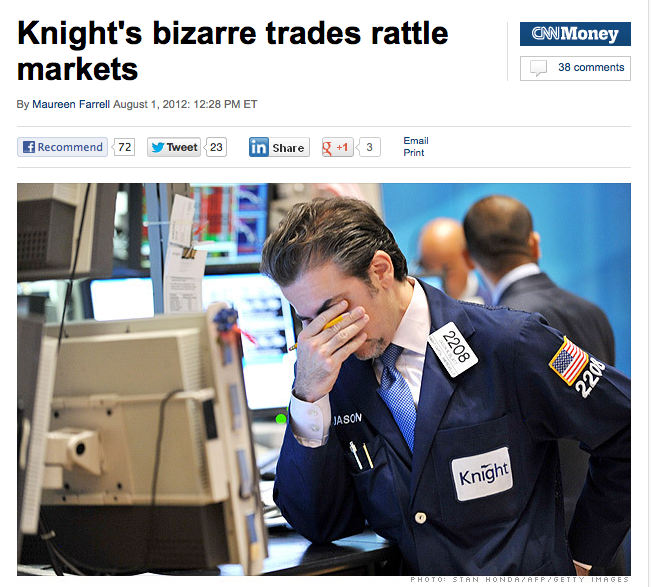 Knight's bizarre trades rattle
markets
CNNMoney
38 comments
By Maureen Farrell August 1, 2012: 12:28 PM ET
Recommend 72 Tweet 23 in Share g +1 3 Email
Print
2208
2208
JASON
Knight
PHOTO: STAN HONDA/AFP/GETTY IMAGES